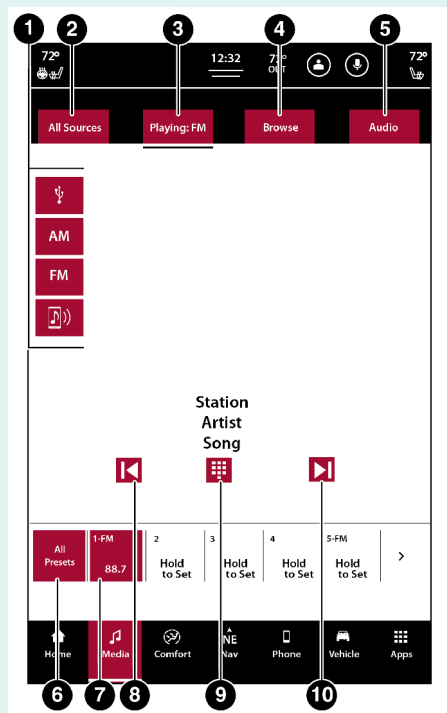 1 2 3 4 5
72° 12:32 72° OUT 72°
All Sources Playing: FM Browse Audio
AM
FM
Station
Artist
Song
All Presets
1-FM 88.7
2 Hold to Set
3 Hold to Set
4 Hold to Set
5-FM Hold to Set
>
Home Media Comfort NE Nav Phone Vehicle Apps
6 7 8 9 10